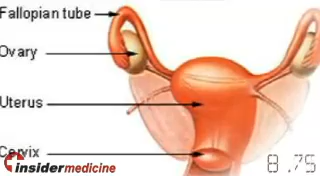 Fallopian tube
Ovary
Uterus
Cervix
insidermedicine
8.75